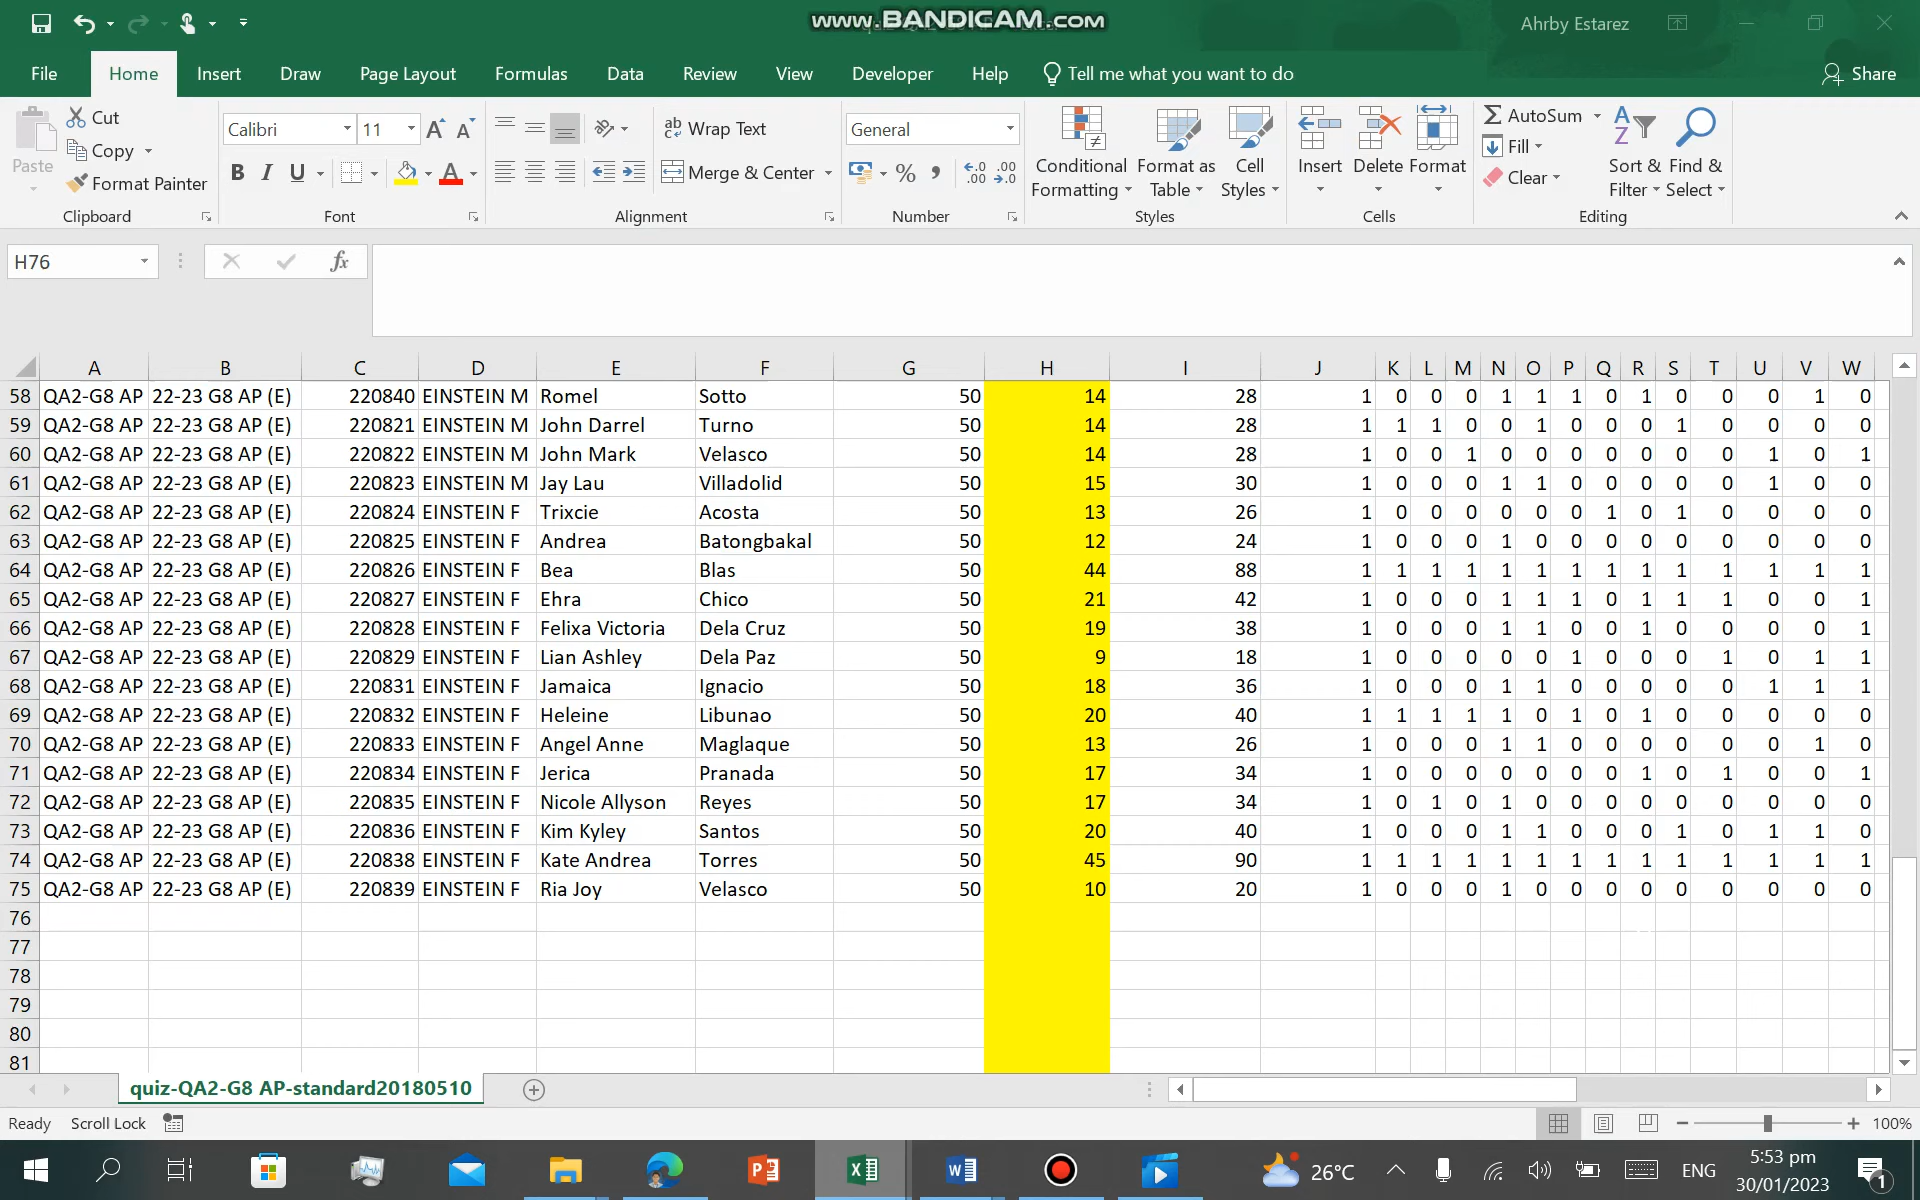 www.BANDICAM.com
Ahrby Estarez
File Home Insert Draw Page Layout Formulas Data Review View Developer Help Tell me what you want to do Share
Cut
Copy
Format Painter
Paste
Clipboard
Calibri 11
B I U
Font
Wrap Text
Merge & Center
Alignment
General
Number
Conditional Formatting
Format as Table
Cell Styles
Styles
Insert Delete Format
Cells
AutoSum
Fill
Clear
Sort & Filter
Find & Select
Editing
H76
fx
A B C D E F G H I J K L M N O P Q R S T U V W
58 QA2-G8 AP 22-23 G8 AP (E) 220840 EINSTEIN M Romel Sotto 50 14 28 1 0 0 0 1 1 1 0 1 0 0 0 1 0
59 QA2-G8 AP 22-23 G8 AP (E) 220821 EINSTEIN M John Darrel Turno 50 14 28 1 1 1 0 0 1 0 0 0 1 0 0 0 0
60 QA2-G8 AP 22-23 G8 AP (E) 220822 EINSTEIN M John Mark Velasco 50 14 28 1 0 0 1 0 0 0 0 0 0 0 1 0 1
61 QA2-G8 AP 22-23 G8 AP (E) 220823 EINSTEIN M Jay Lau Villadolid 50 15 30 1 0 0 0 1 1 0 0 0 0 0 1 0 0
62 QA2-G8 AP 22-23 G8 AP (E) 220824 EINSTEIN F Trixcie Acosta 50 13 26 1 0 0 0 0 0 0 1 0 1 0 0 0 0
63 QA2-G8 AP 22-23 G8 AP (E) 220825 EINSTEIN F Andrea Batongbakal 50 12 24 1 0 0 0 1 0 0 0 0 0 0 0 0 0
64 QA2-G8 AP 22-23 G8 AP (E) 220826 EINSTEIN F Bea Blas 50 44 88 1 1 1 1 1 1 1 1 1 1 1 1 1 1
65 QA2-G8 AP 22-23 G8 AP (E) 220827 EINSTEIN F Ehra Chico 50 21 42 1 0 0 0 1 1 1 0 1 1 1 0 0 1
66 QA2-G8 AP 22-23 G8 AP (E) 220828 EINSTEIN F Felixa Victoria Dela Cruz 50 19 38 1 0 0 0 1 1 0 0 1 0 0 0 0 1
67 QA2-G8 AP 22-23 G8 AP (E) 220829 EINSTEIN F Lian Ashley Dela Paz 50 9 18 1 0 0 0 0 0 1 0 0 0 1 0 1 1
68 QA2-G8 AP 22-23 G8 AP (E) 220831 EINSTEIN F Jamaica Ignacio 50 18 36 1 0 0 0 1 1 0 0 0 0 0 1 1 1
69 QA2-G8 AP 22-23 G8 AP (E) 220832 EINSTEIN F Heleine Libunao 50 20 40 1 1 1 1 1 0 1 0 1 0 0 0 0 0
70 QA2-G8 AP 22-23 G8 AP (E) 220833 EINSTEIN F Angel Anne Maglaque 50 13 26 1 0 0 0 1 1 0 0 0 0 0 0 1 0
71 QA2-G8 AP 22-23 G8 AP (E) 220834 EINSTEIN F Jerica Pranada 50 17 34 1 0 0 0 0 0 0 0 1 0 1 0 0 1
72 QA2-G8 AP 22-23 G8 AP (E) 220835 EINSTEIN F Nicole Allyson Reyes 50 17 34 1 0 1 0 1 0 0 0 0 0 0 0 0 0
73 QA2-G8 AP 22-23 G8 AP (E) 220836 EINSTEIN F Kim Kyley Santos 50 20 40 1 0 0 0 1 1 0 0 0 1 0 1 1 0
74 QA2-G8 AP 22-23 G8 AP (E) 220838 EINSTEIN F Kate Andrea Torres 50 45 90 1 1 1 1 1 1 1 1 1 1 1 1 1 1
75 QA2-G8 AP 22-23 G8 AP (E) 220839 EINSTEIN F Ria Joy Velasco 50 10 20 1 0 0 0 1 0 0 0 0 0 0 0 0 0
76
77
78
79
80
81
quiz-QA2-G8 AP-standard20180510
Ready Scroll Lock 100%
26°C ENG 5:53 pm
30/01/2023
1